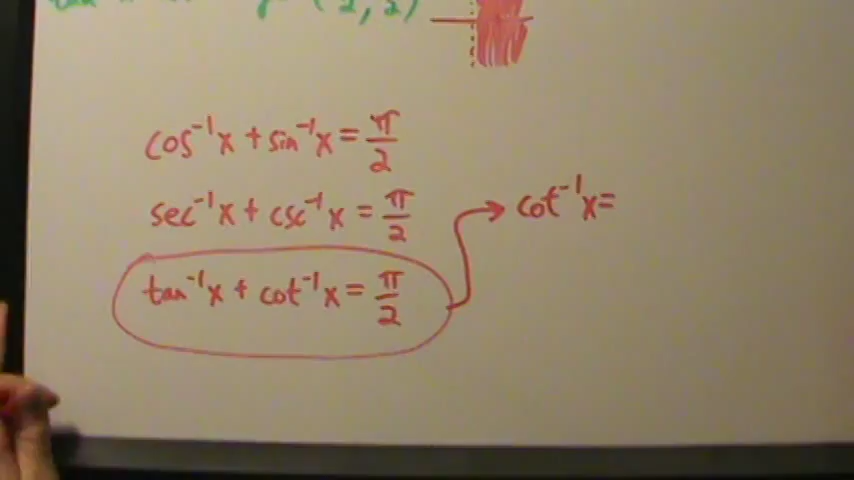 cos⁻¹x + sin⁻¹x = π/2
sec⁻¹x + csc⁻¹x = π/2
cot⁻¹x =
tan⁻¹x + cot⁻¹x = π/2